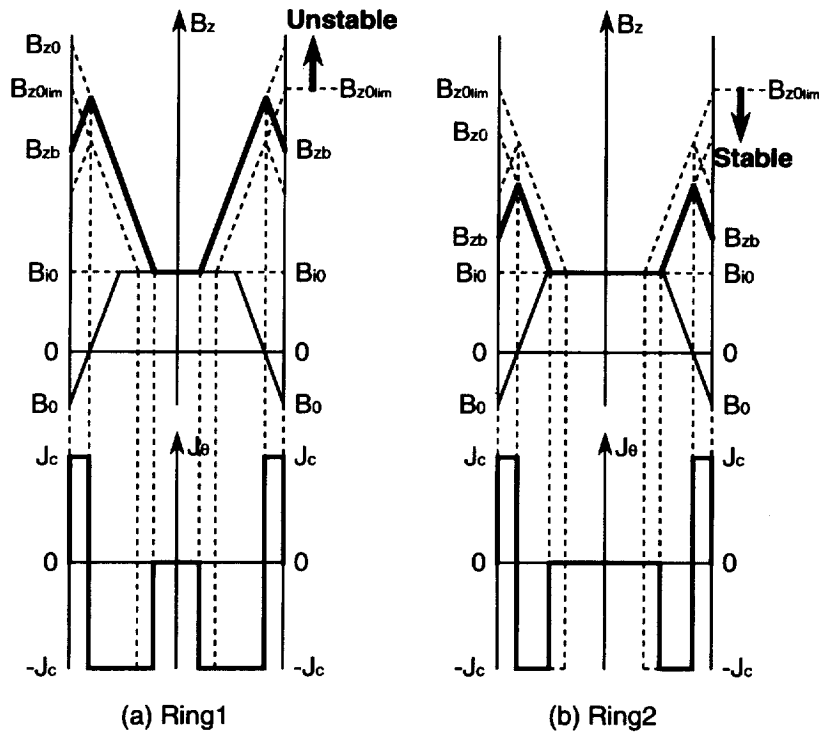 Bz
Unstable
Bz0
Bz0lim
Bz0lim
Bzb
Bzb
Bi0
Bi0
0
0
B0
B0
Jθ
Jc
Jc
0
0
-Jc
-Jc
(a) Ring1
Bz
Bz0lim
Bz0lim
Bz0
Stable
Bzb
Bi0
Bi0
0
0
B0
B0
Jθ
Jc
Jc
0
0
-Jc
-Jc
(b) Ring2